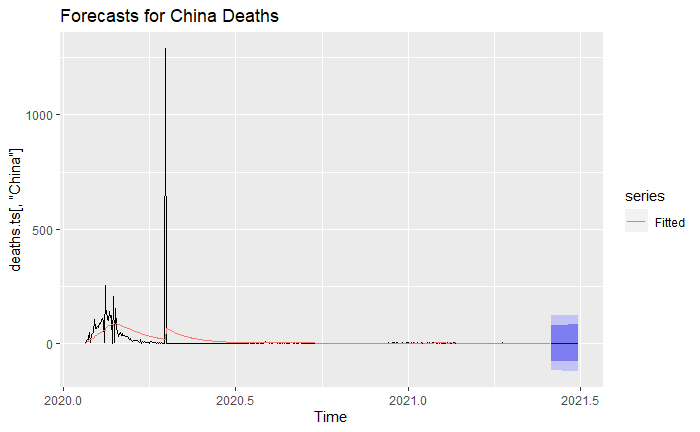 Forecasts for China Deaths
deaths.ts[, "China"]
1000
500
0
2020.0
2020.5
2021.0
2021.5
Time
series
Fitted